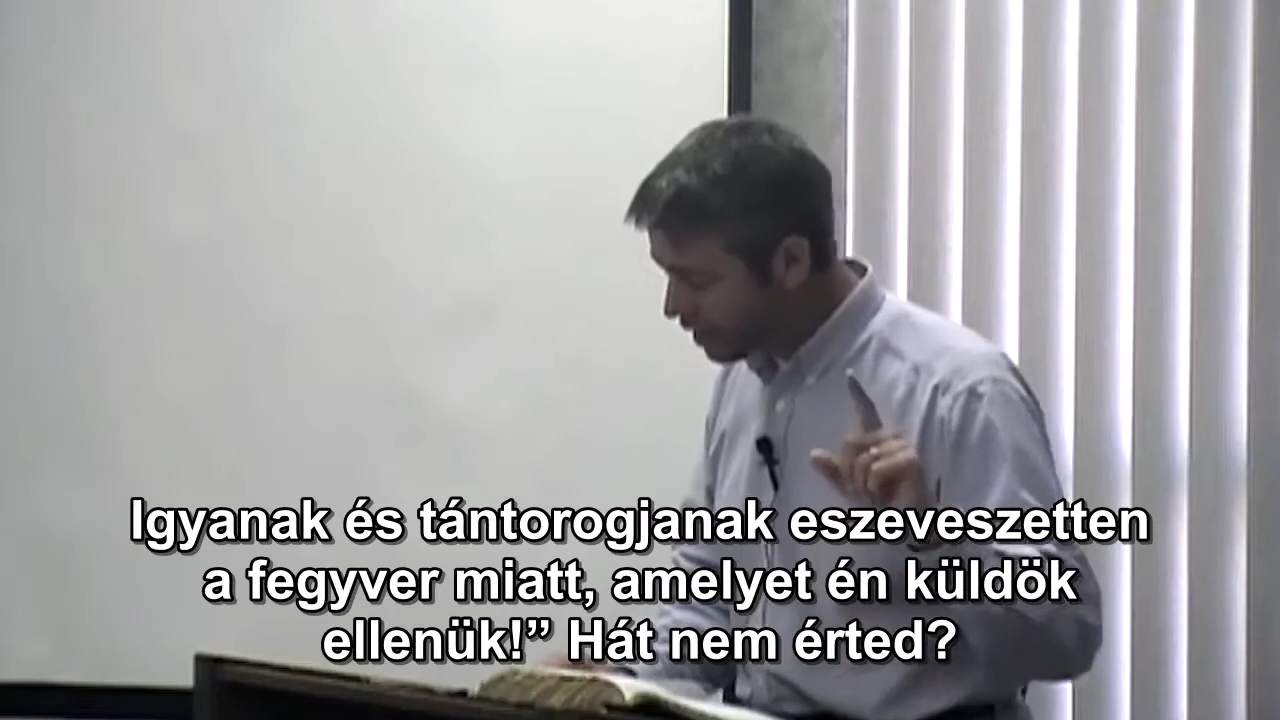 Igyanak és tántorogjanak eszeveszetten
a fegyver miatt, amelyet én küldök
ellenük!” Hát nem érted?